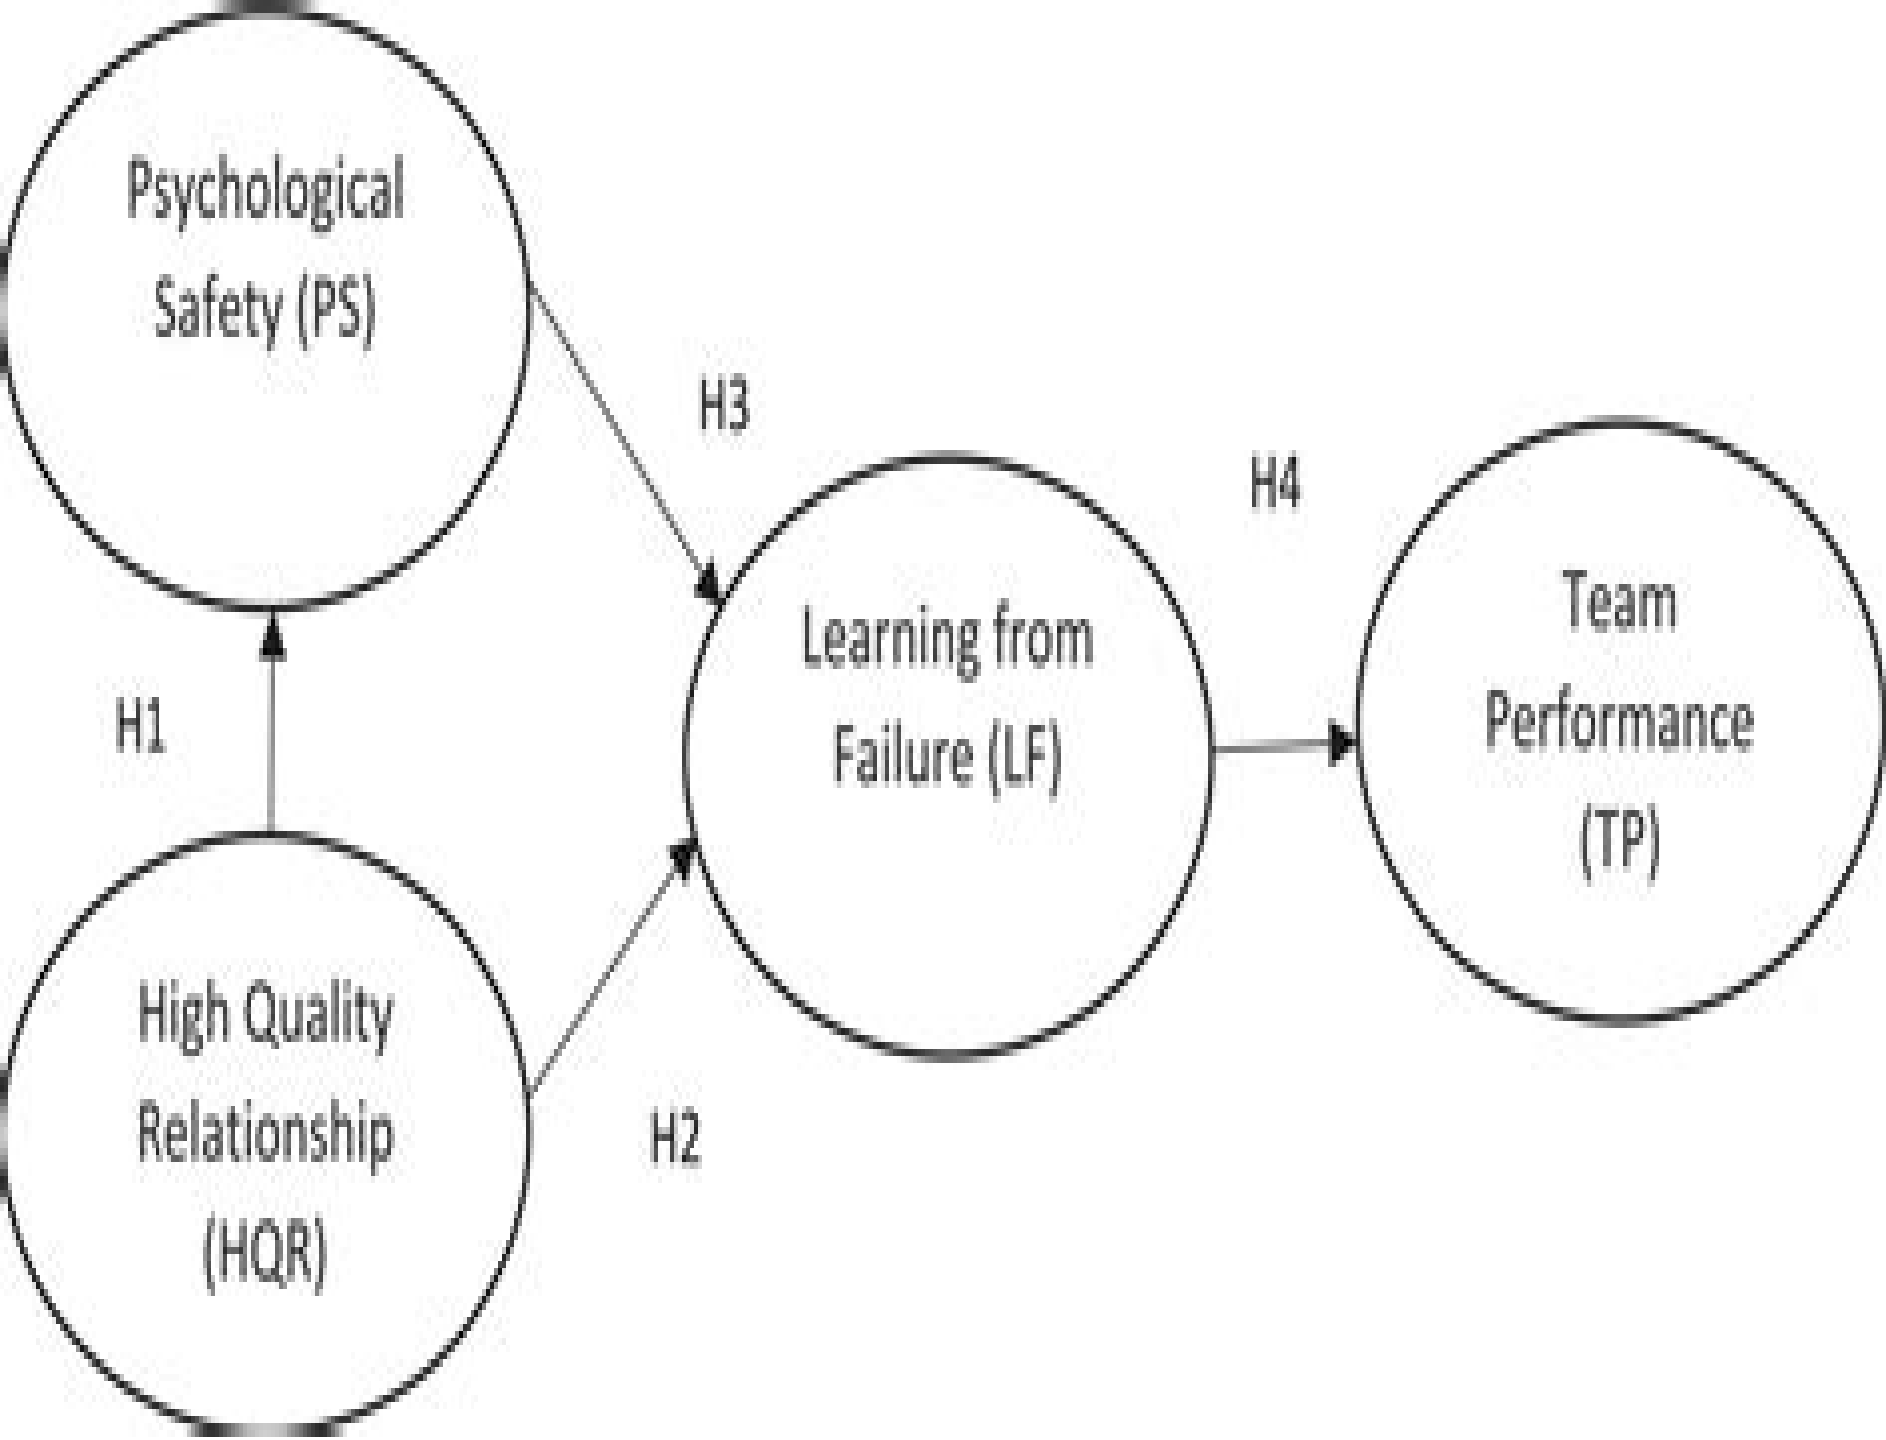 Psychological
Safety (PS)
H3
H4
Learning from
Failure (LF)
Team
Performance
(TP)
H1
High Quality
Relationship
(HQR)
H2